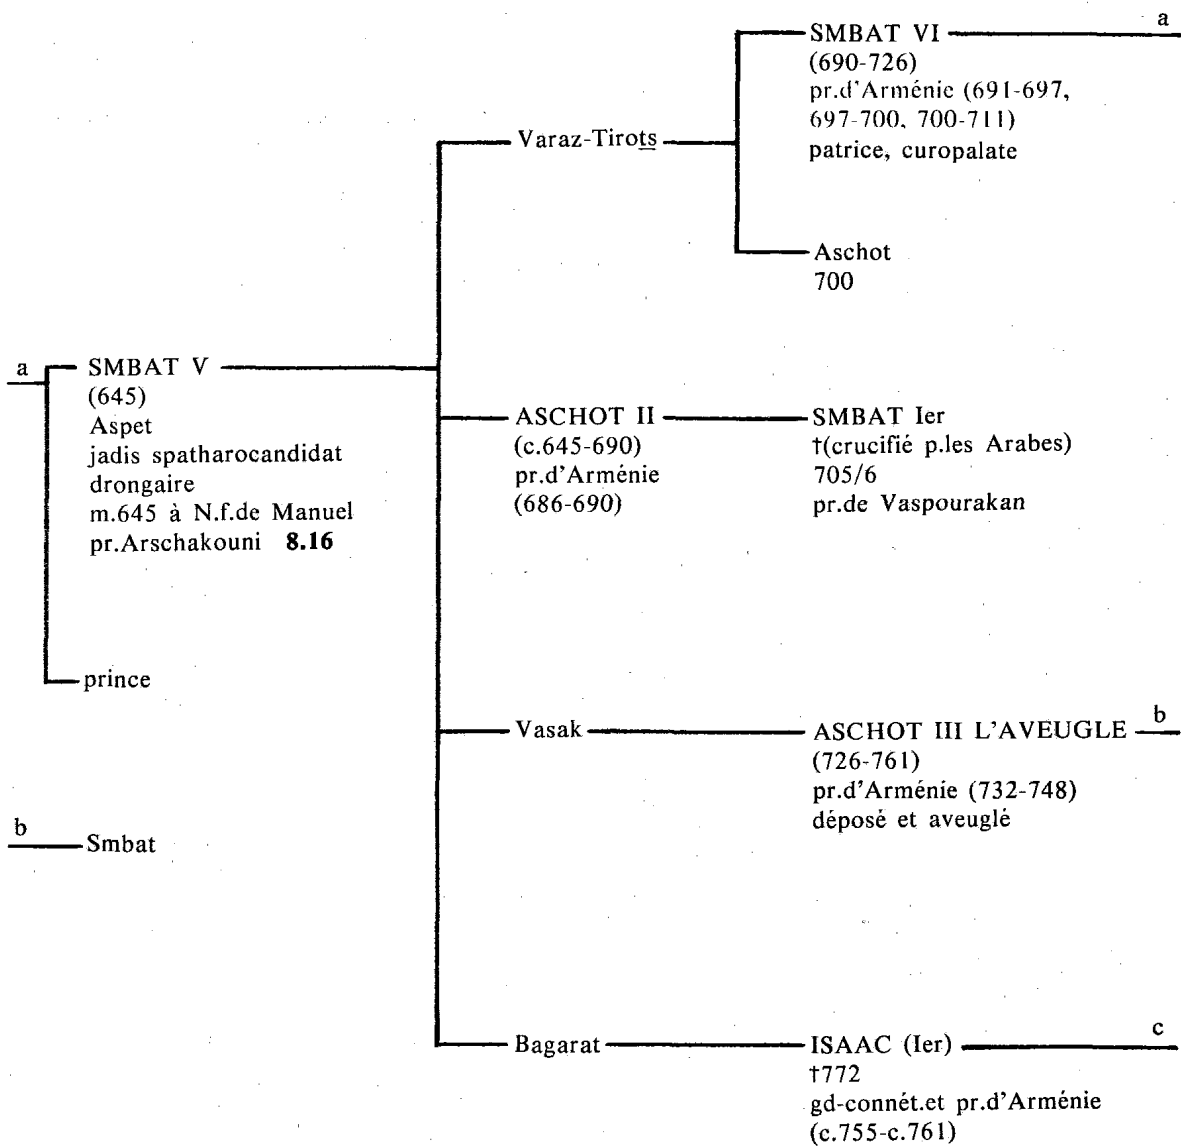 a
SMBAT VI
(690-726)
pr.d'Arménie (691-697,
697-700, 700-711)
patrice, curopalate
Varaz-Tirots
Aschot
700
a
SMBAT V
(645)
Aspet
jadis spatharocandidat
drongaire
m.645 à N.f.de Manuel
pr.Arschakouni 8.16
ASCHOT II
(c.645-690)
pr.d'Arménie
(686-690)
SMBAT Ier
†(crucifié p.les Arabes)
705/6
pr.de Vaspourakan
prince
Vasak
ASCHOT III L'AVEUGLE
b
(726-761)
pr.d'Arménie (732-748)
déposé et aveuglé
b
Smbat
Bagarat
ISAAC (Ier)
c
†772
gd-connét.et pr.d'Arménie
(c.755-c.761)